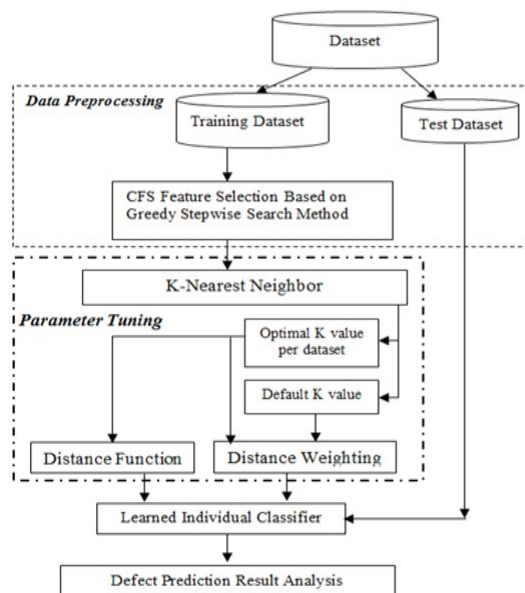 Dataset
Data Preprocessing
Training Dataset
Test Dataset
CFS Feature Selection Based on
Greedy Stepwise Search Method
K-Nearest Neighbor
Parameter Tuning
Optimal K value
per dataset
Default K value
Distance Function
Distance Weighting
Learned Individual Classifier
Defect Prediction Result Analysis